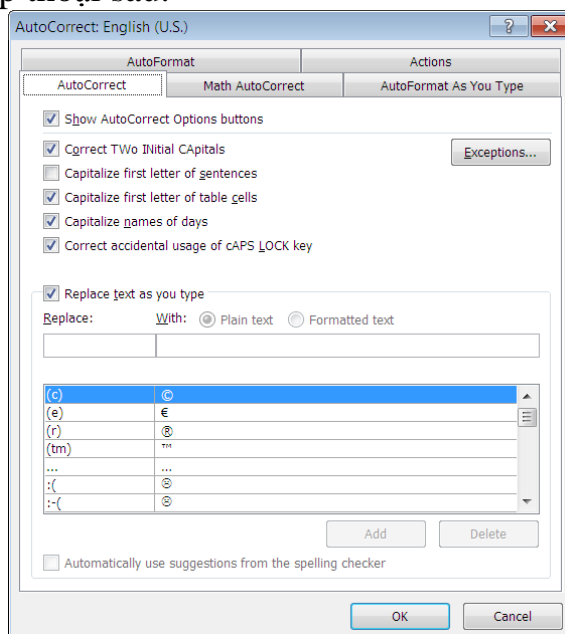 p thoại sau:
AutoCorrect: English (U.S.)
AutoFormat Actions
AutoCorrect Math AutoCorrect AutoFormat As You Type
Show AutoCorrect Options buttons
Correct TWo INitial CApitals Exceptions...
Capitalize first letter of sentences
Capitalize first letter of table cells
Capitalize names of days
Correct accidental usage of cAPS LOCK key
Replace text as you type
Replace: With: Plain text Formatted text
(c) ©
(e) €
(r) ®
(tm) ™
... ...
:( ☹
:-( ☹
Add Delete
Automatically use suggestions from the spelling checker
OK Cancel